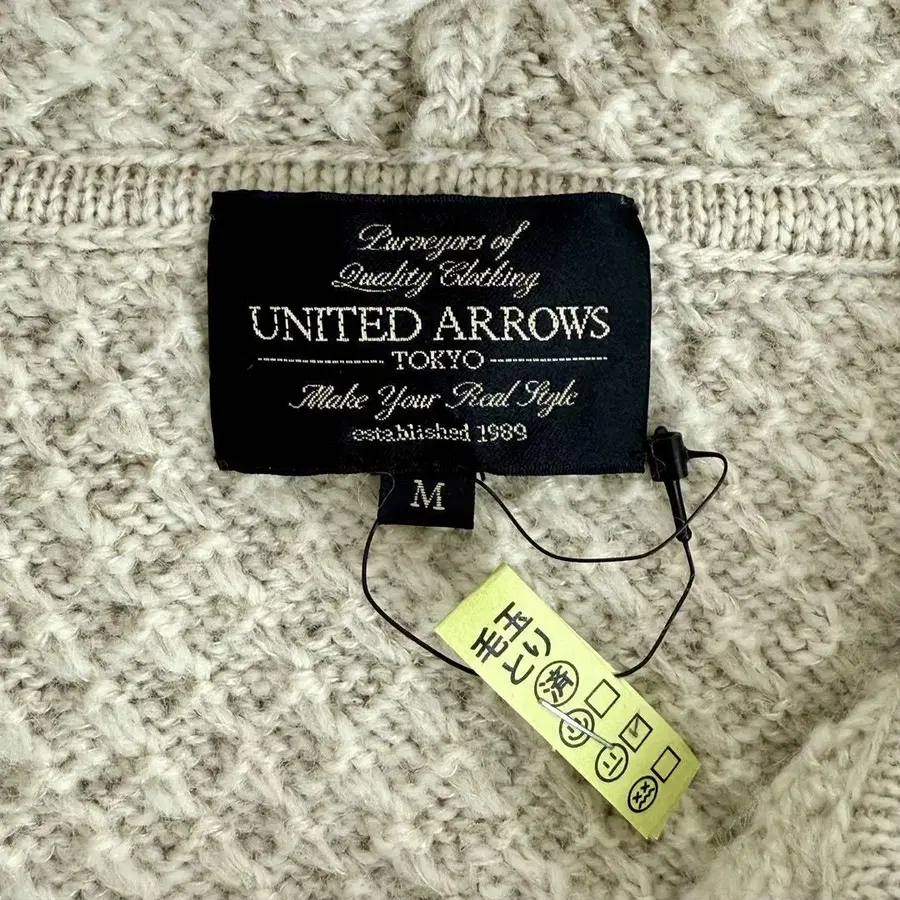 Purveyors of
Quality Clothing
UNITED ARROWS
TOKYO
Make Your Real Style
established 1989
M
毛玉
とり済